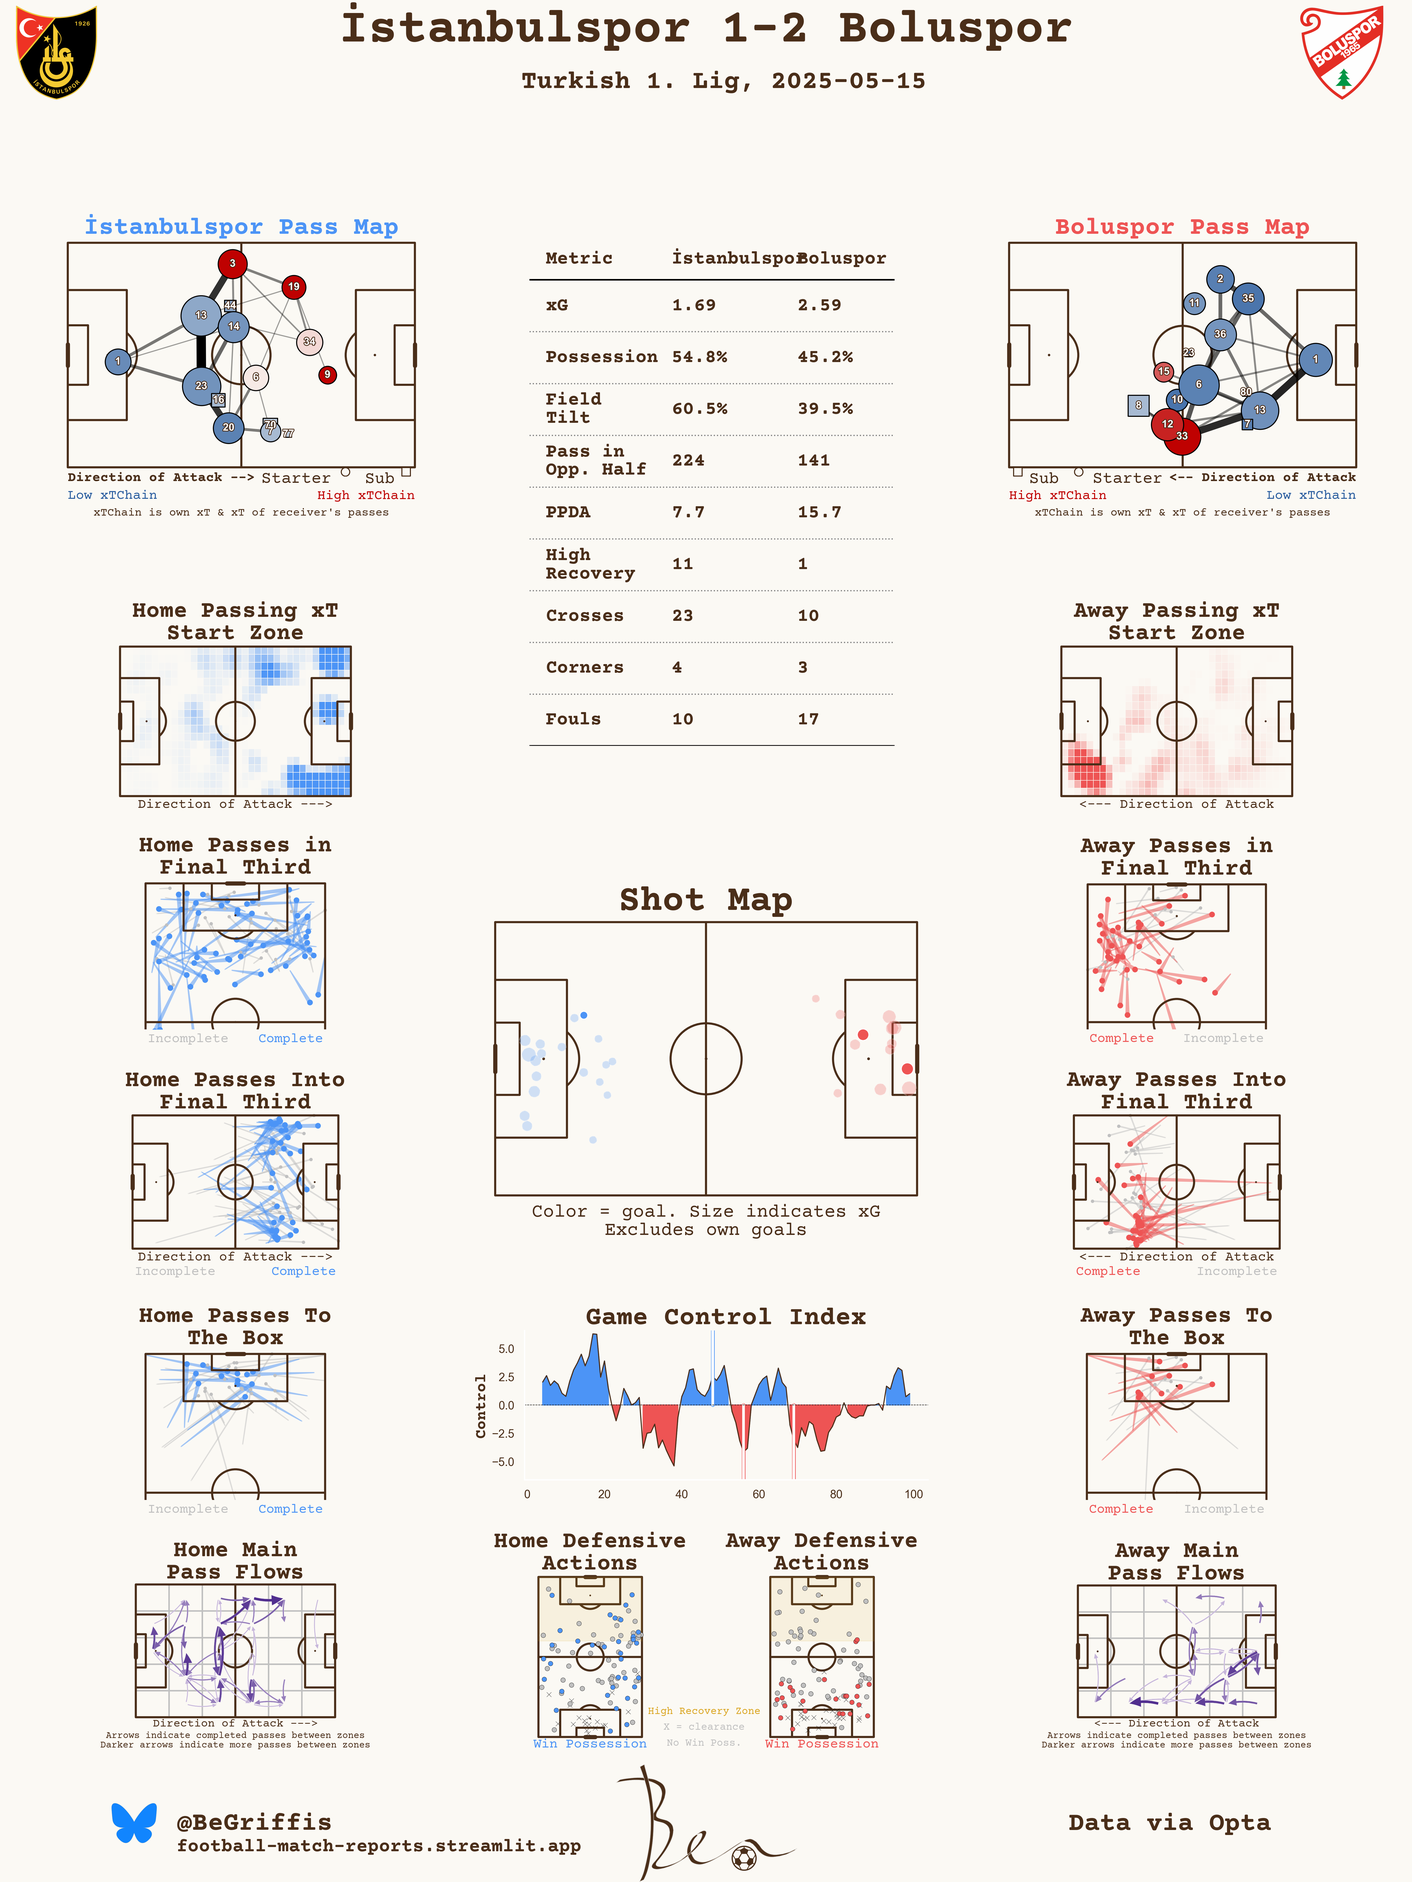 İstanbulspor 1-2 Boluspor
Turkish 1. Lig, 2025-05-15
1926
İSTANBULSPOR
BOLUSPOR
1965
İstanbulspor Pass Map
3
19
44
13
14
34
1
9
6
23
16
20
7
77
Direction of Attack --> Starter Sub
Low xTChain High xTChain
xTChain is own xT & xT of receiver's passes
Metric İstanbulspor Boluspor
xG 1.69 2.59
Possession 54.8% 45.2%
Field Tilt 60.5% 39.5%
Pass in Opp. Half 224 141
PPDA 7.7 15.7
High Recovery 11 1
Crosses 23 10
Corners 4 3
Fouls 10 17
Boluspor Pass Map
2
35
11
36
23
1
15
6
80
10
8
13
12
7
33
Sub Starter <-- Direction of Attack
High xTChain Low xTChain
xTChain is own xT & xT of receiver's passes
Home Passing xT
Start Zone
Direction of Attack --->
Away Passing xT
Start Zone
<--- Direction of Attack
Home Passes in
Final Third
Incomplete Complete
Away Passes in
Final Third
Complete Incomplete
Shot Map
Color = goal. Size indicates xG
Excludes own goals
Home Passes Into
Final Third
Direction of Attack --->
Incomplete Complete
Away Passes Into
Final Third
<--- Direction of Attack
Complete Incomplete
Home Passes To
The Box
Incomplete Complete
Game Control Index
Control
5.0
2.5
0.0
−2.5
−5.0
0 20 40 60 80 100
Away Passes To
The Box
Complete Incomplete
Home Main
Pass Flows
Direction of Attack --->
Arrows indicate completed passes between zones
Darker arrows indicate more passes between zones
Home Defensive
Actions
Win Possession
Away Defensive
Actions
Win Possession
High Recovery Zone
X = clearance
No Win Poss.
Away Main
Pass Flows
<--- Direction of Attack
Arrows indicate completed passes between zones
Darker arrows indicate more passes between zones
@BeGriffis
football-match-reports.streamlit.app
Ben
Data via Opta